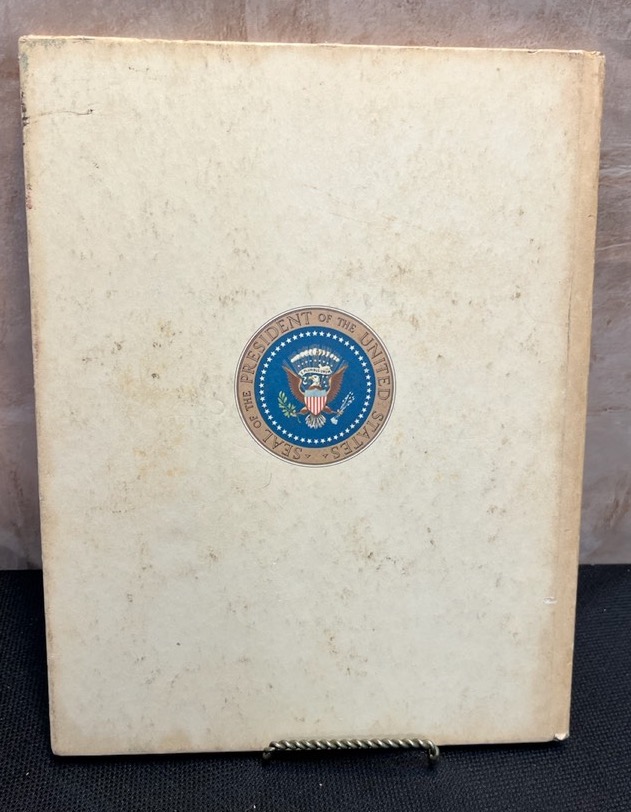 SEAL OF THE PRESIDENT OF THE UNITED STATES